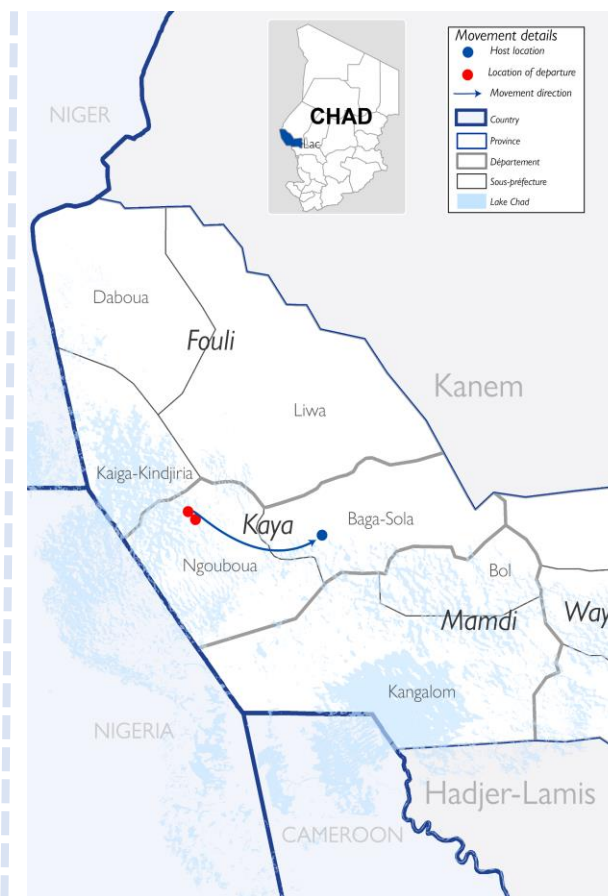 Movement details
Host location
Location of departure
Movement direction
Country
Province
Département
Sous-préfecture
Lake Chad
CHAD
Lac
NIGER
Daboua
Fouli
Kanem
Liwa
Kaiga-Kindjiria
Kaya
Baga-Sola
Ngouboua
Bol
Mamdi
Way
Kangalom
NIGERIA
Hadjer-Lamis
CAMEROON